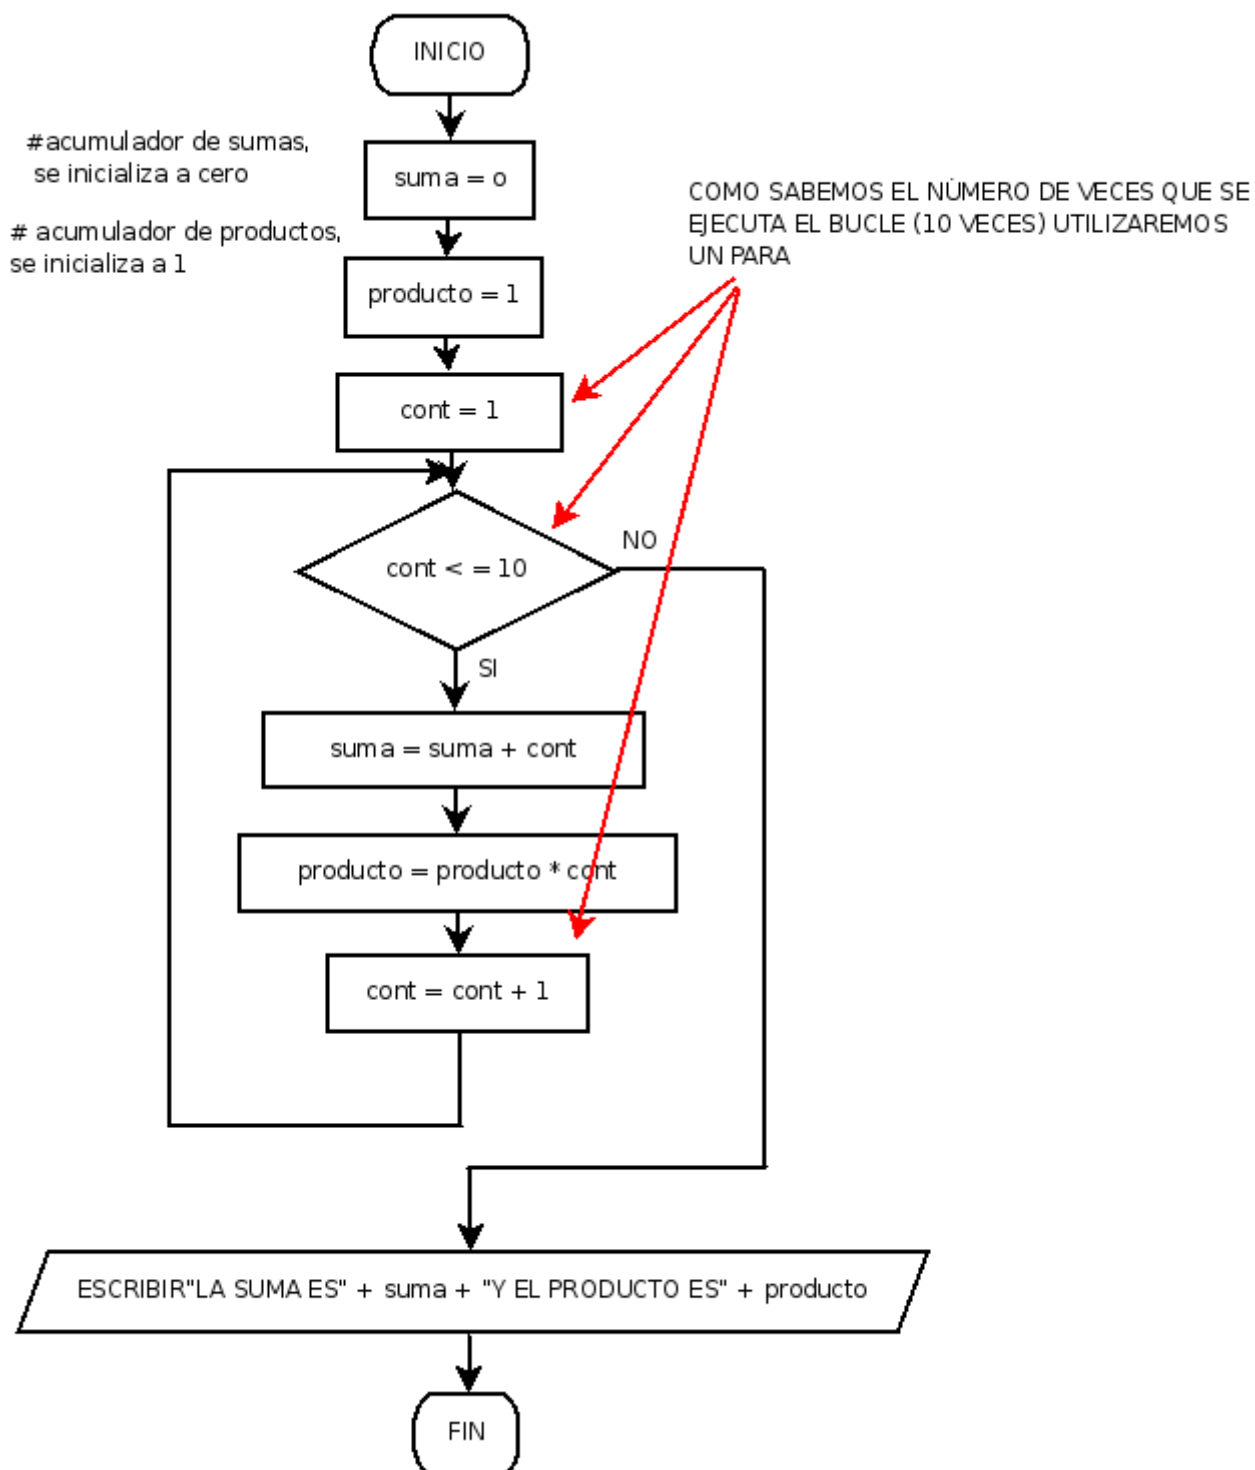 INICIO
#acumulador de sumas,
se inicializa a cero
suma = o
# acumulador de productos,
se inicializa a 1
COMO SABEMOS EL NÚMERO DE VECES QUE SE
EJECUTA EL BUCLE (10 VECES) UTILIZAREMOS
UN PARA
producto = 1
cont = 1
cont < = 10
NO
SI
suma = suma + cont
producto = producto * cont
cont = cont + 1
ESCRIBIR"LA SUMA ES" + suma + "Y EL PRODUCTO ES" + producto
FIN